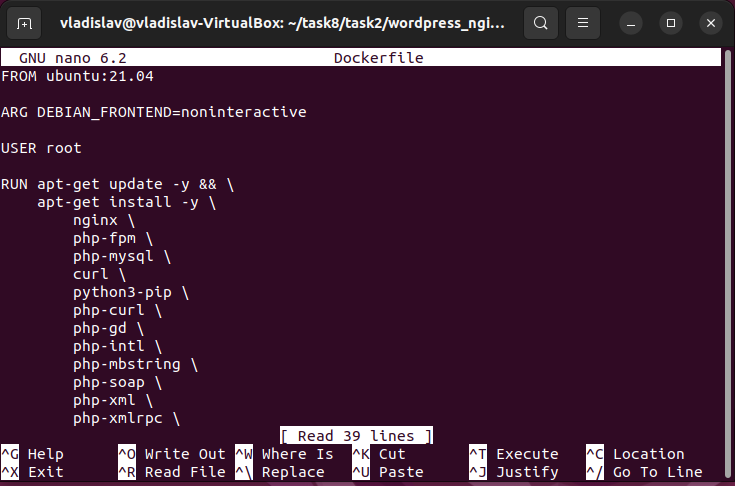 vladislav@vladislav-VirtualBox: ~/task8/task2/wordpress_ngi...
GNU nano 6.2 Dockerfile
FROM ubuntu:21.04
ARG DEBIAN_FRONTEND=noninteractive
USER root
RUN apt-get update -y && \
apt-get install -y \
nginx \
php-fpm \
php-mysql \
curl \
python3-pip \
php-curl \
php-gd \
php-intl \
php-mbstring \
php-soap \
php-xml \
php-xmlrpc \
[ Read 39 lines ]
^G Help ^O Write Out ^W Where Is ^K Cut ^T Execute ^C Location
^X Exit ^R Read File ^\ Replace ^U Paste ^J Justify ^/ Go To Line